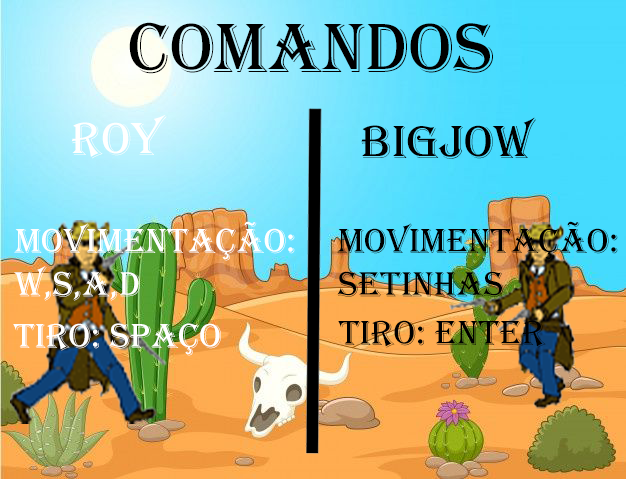 COMANDOS
ROY
MOVIMENTAÇÃO:
W,S,A,D
TIRO: SPAÇO
BIGJOW
MOVIMENTAÇÃO:
SETINHAS
TIRO: ENTER